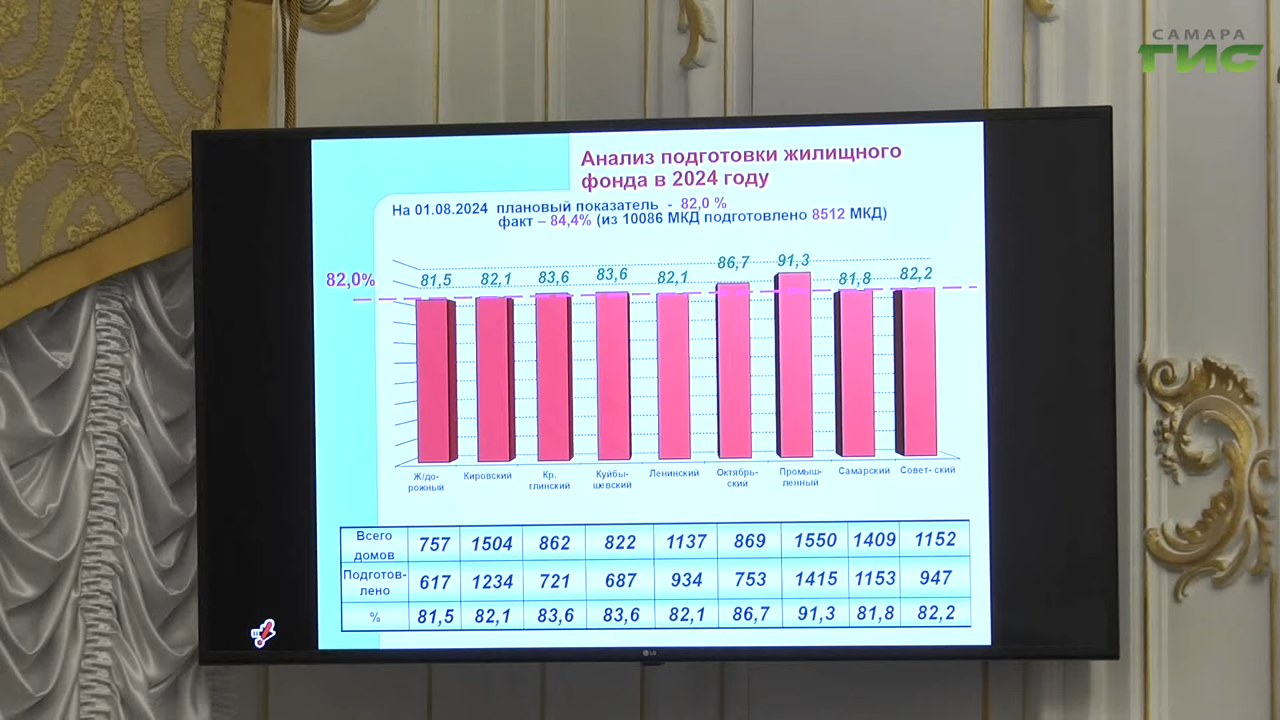 САМАРА
ГИС
Анализ подготовки жилищного
фонда в 2024 году
На 01.08.2024 плановый показатель - 82,0 %
факт – 84,4% (из 10086 МКД подготовлено 8512 МКД)
82,0%
81,5 82,1 83,6 83,6 82,1 86,7 91,3 81,8 82,2
Ж/до-
рожный
Кировский
Кр.
глинский
Куйбы-
шевский
Ленинский
Октябрь-
ский
Промыш-
ленный
Самарский
Совет- ский
Всего
домов
757 1504 862 822 1137 869 1550 1409 1152
Подготов-
лено
617 1234 721 687 934 753 1415 1153 947
% 81,5 82,1 83,6 83,6 82,1 86,7 91,3 81,8 82,2
LG